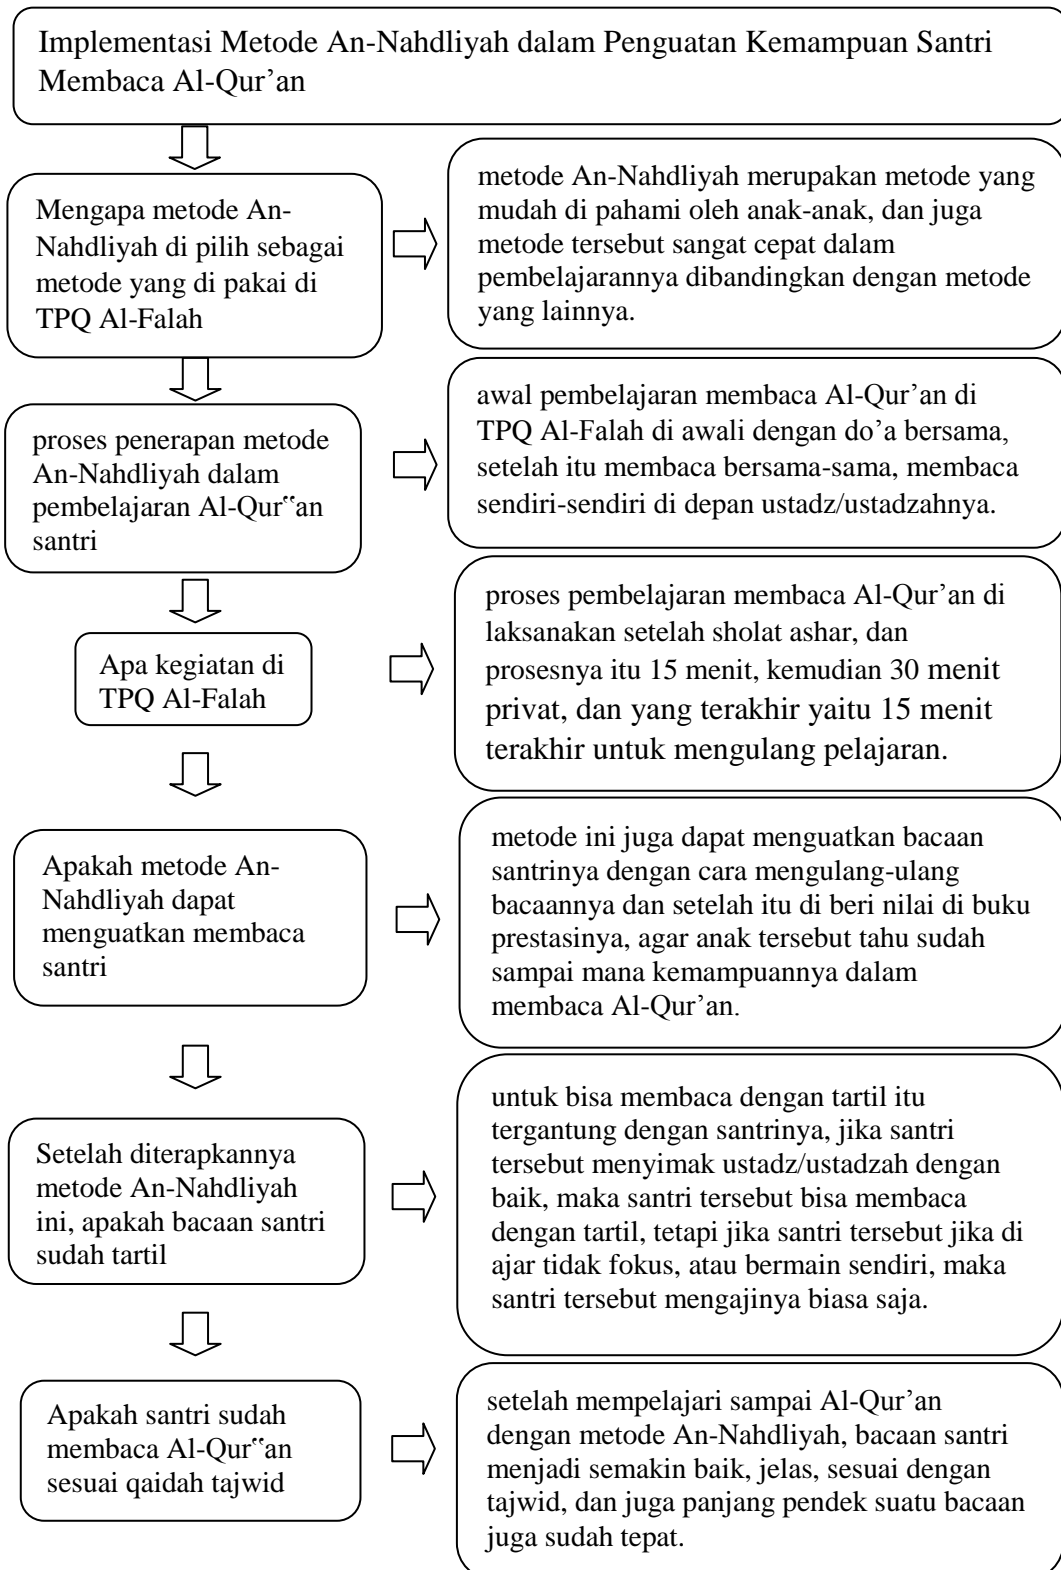 Implementasi Metode An-Nahdliyah dalam Penguatan Kemampuan Santri
Membaca Al-Qur’an
Mengapa metode An-
Nahdliyah di pilih sebagai
metode yang di pakai di
TPQ Al-Falah
metode An-Nahdliyah merupakan metode yang
mudah di pahami oleh anak-anak, dan juga
metode tersebut sangat cepat dalam
pembelajarannya dibandingkan dengan metode
yang lainnya.
proses penerapan metode
An-Nahdliyah dalam
pembelajaran Al-Qur‟an
santri
awal pembelajaran membaca Al-Qur’an di
TPQ Al-Falah di awali dengan do’a bersama,
setelah itu membaca bersama-sama, membaca
sendiri-sendiri di depan ustadz/ustadzahnya.
Apa kegiatan di
TPQ Al-Falah
proses pembelajaran membaca Al-Qur’an di
laksanakan setelah sholat ashar, dan
prosesnya itu 15 menit, kemudian 30 menit
privat, dan yang terakhir yaitu 15 menit
terakhir untuk mengulang pelajaran.
Apakah metode An-
Nahdliyah dapat
menguatkan membaca
santri
metode ini juga dapat menguatkan bacaan
santrinya dengan cara mengulang-ulang
bacaannya dan setelah itu di beri nilai di buku
prestasinya, agar anak tersebut tahu sudah
sampai mana kemampuannya dalam
membaca Al-Qur’an.
Setelah diterapkannya
metode An-Nahdliyah
ini, apakah bacaan santri
sudah tartil
untuk bisa membaca dengan tartil itu
tergantung dengan santrinya, jika santri
tersebut menyimak ustadz/ustadzah dengan
baik, maka santri tersebut bisa membaca
dengan tartil, tetapi jika santri tersebut jika di
ajar tidak fokus, atau bermain sendiri, maka
santri tersebut mengajinya biasa saja.
Apakah santri sudah
membaca Al-Qur‟an
sesuai qaidah tajwid
setelah mempelajari sampai Al-Qur’an
dengan metode An-Nahdliyah, bacaan santri
menjadi semakin baik, jelas, sesuai dengan
tajwid, dan juga panjang pendek suatu bacaan
juga sudah tepat.